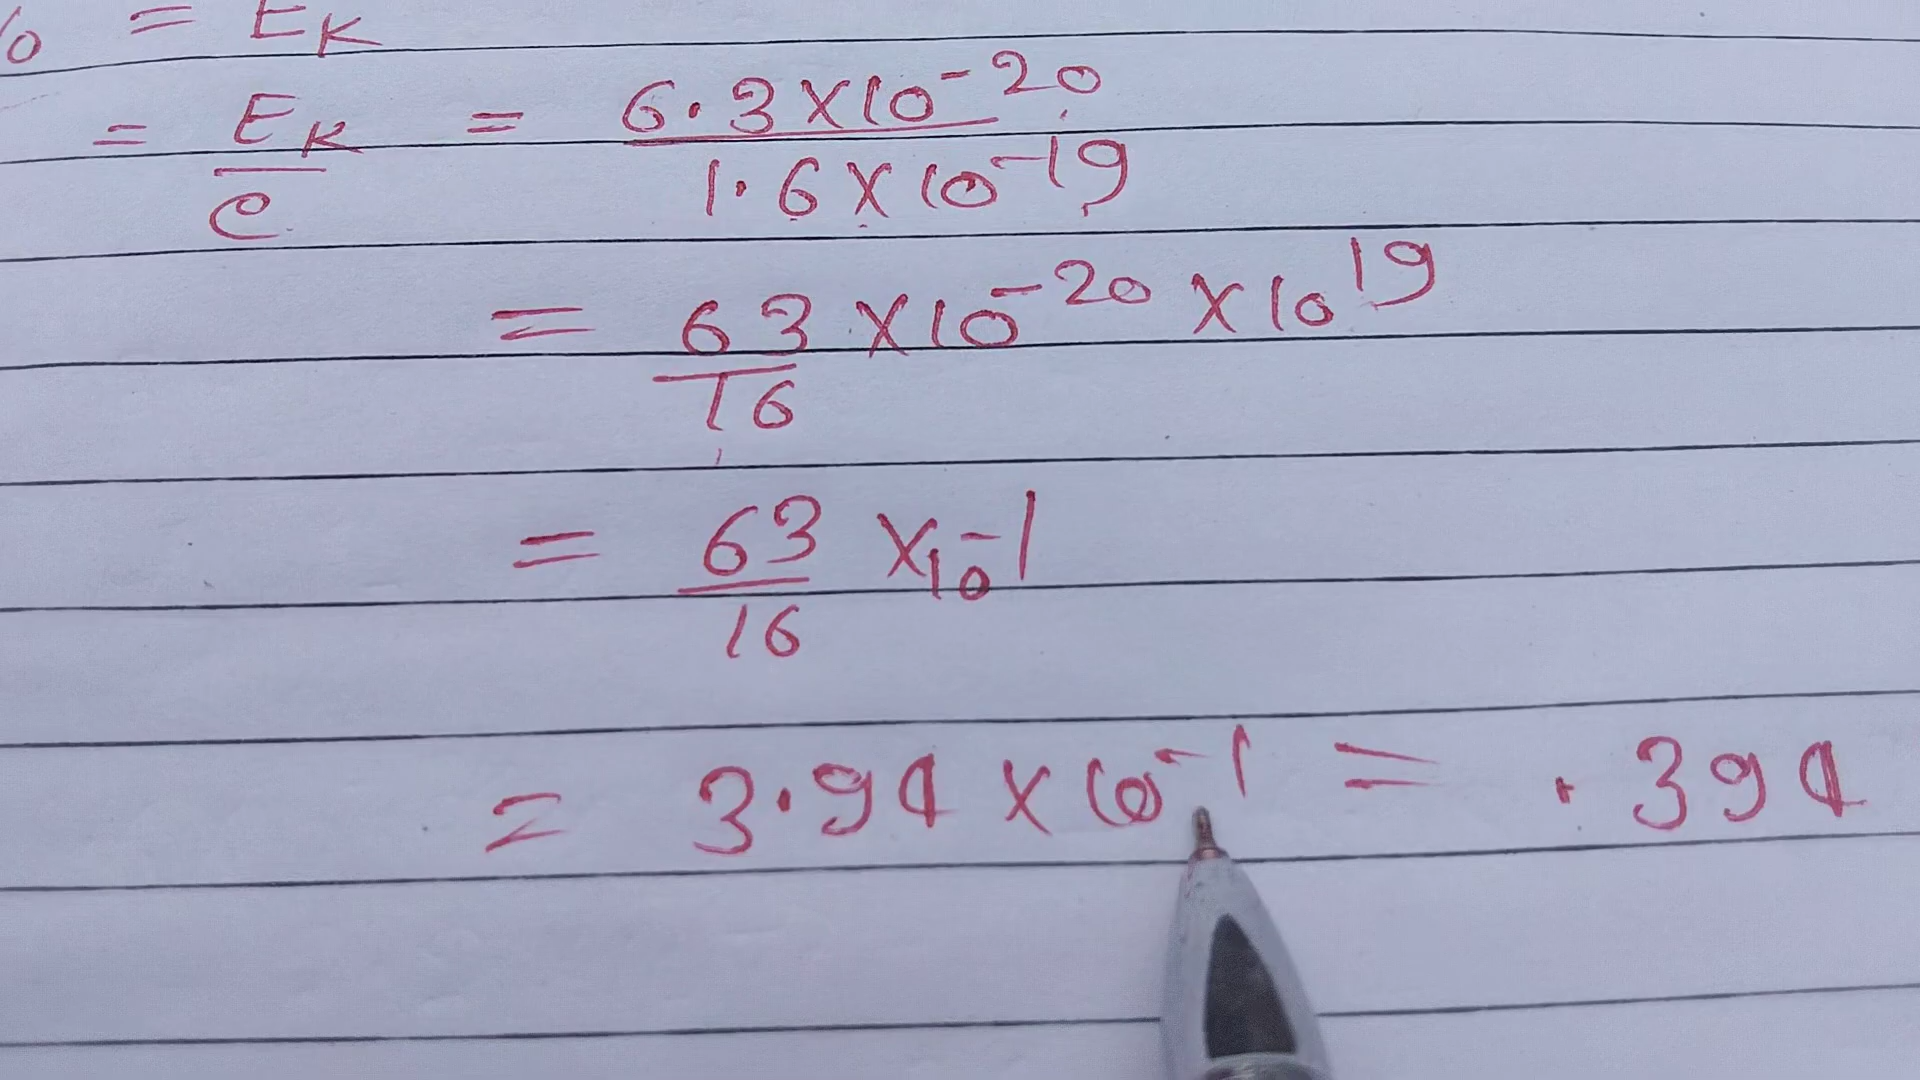 = EK
= EK/e = 6.3×10⁻²⁰/1.6×10⁻¹⁹
= 63/16 ×10⁻²⁰ ×10¹⁹
= 63/16 ×10⁻¹
= 3.94 ×10⁻¹ = .394